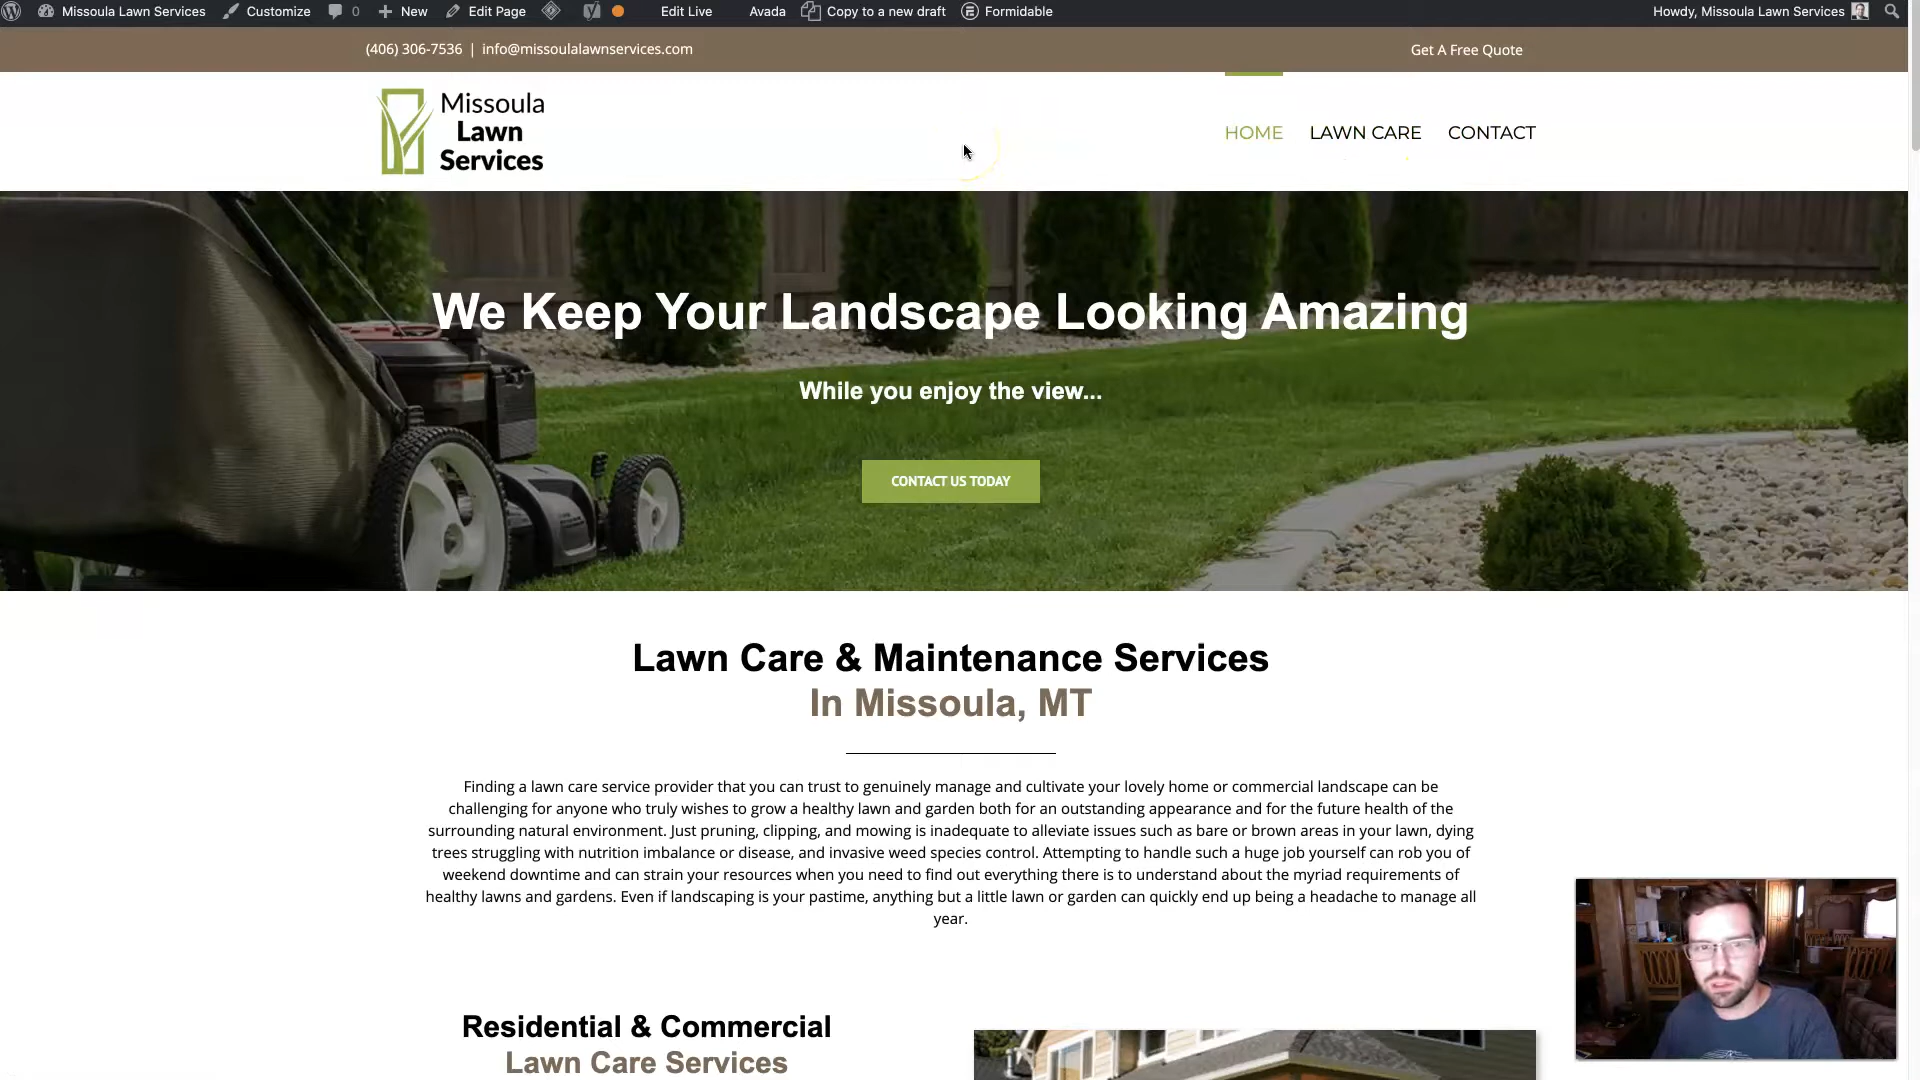 Missoula Lawn Services
Customize
0
New
Edit Page
Edit Live
Avada
Copy to a new draft
Formidable
Howdy, Missoula Lawn Services
(406) 306-7536 | info@missoulalawnservices.com
Get A Free Quote
Missoula
Lawn
Services
HOME
LAWN CARE
CONTACT
We Keep Your Landscape Looking Amazing
While you enjoy the view...
CONTACT US TODAY
Lawn Care & Maintenance Services
In Missoula, MT
Finding a lawn care service provider that you can trust to genuinely manage and cultivate your lovely home or commercial landscape can be
challenging for anyone who truly wishes to grow a healthy lawn and garden both for an outstanding appearance and for the future health of the
surrounding natural environment. Just pruning, clipping, and mowing is inadequate to alleviate issues such as bare or brown areas in your lawn, dying
trees struggling with nutrition imbalance or disease, and invasive weed species control. Attempting to handle such a huge job yourself can rob you of
weekend downtime and can strain your resources when you need to find out everything there is to understand about the myriad requirements of
healthy lawns and gardens. Even if landscaping is your pastime, anything but a little lawn or garden can quickly end up being a headache to manage all
year.
Residential & Commercial
Lawn Care Services